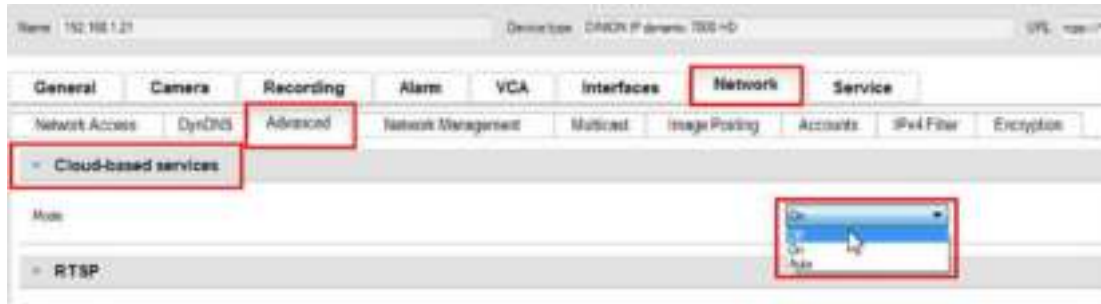 Name 192.168.1.21 Device type DINION IP dynamic 7000 HD URL
General Camera Recording Alarm VCA Interfaces Network Service
Network Access DynDNS Advanced Network Management Multicast Image Posting Accounts IPv4 Filter Encryption
Cloud-based services
Mode On
On
Auto
RTSP